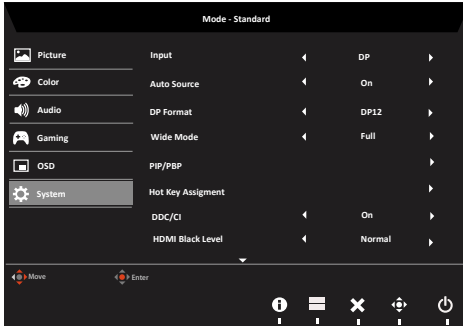 Mode - Standard
Picture
Input DP
Color
Auto Source On
Audio
DP Format DP12
Gaming
Wide Mode Full
OSD
PIP/PBP
System
Hot Key Assigment
DDC/CI On
HDMI Black Level Normal
Move Enter